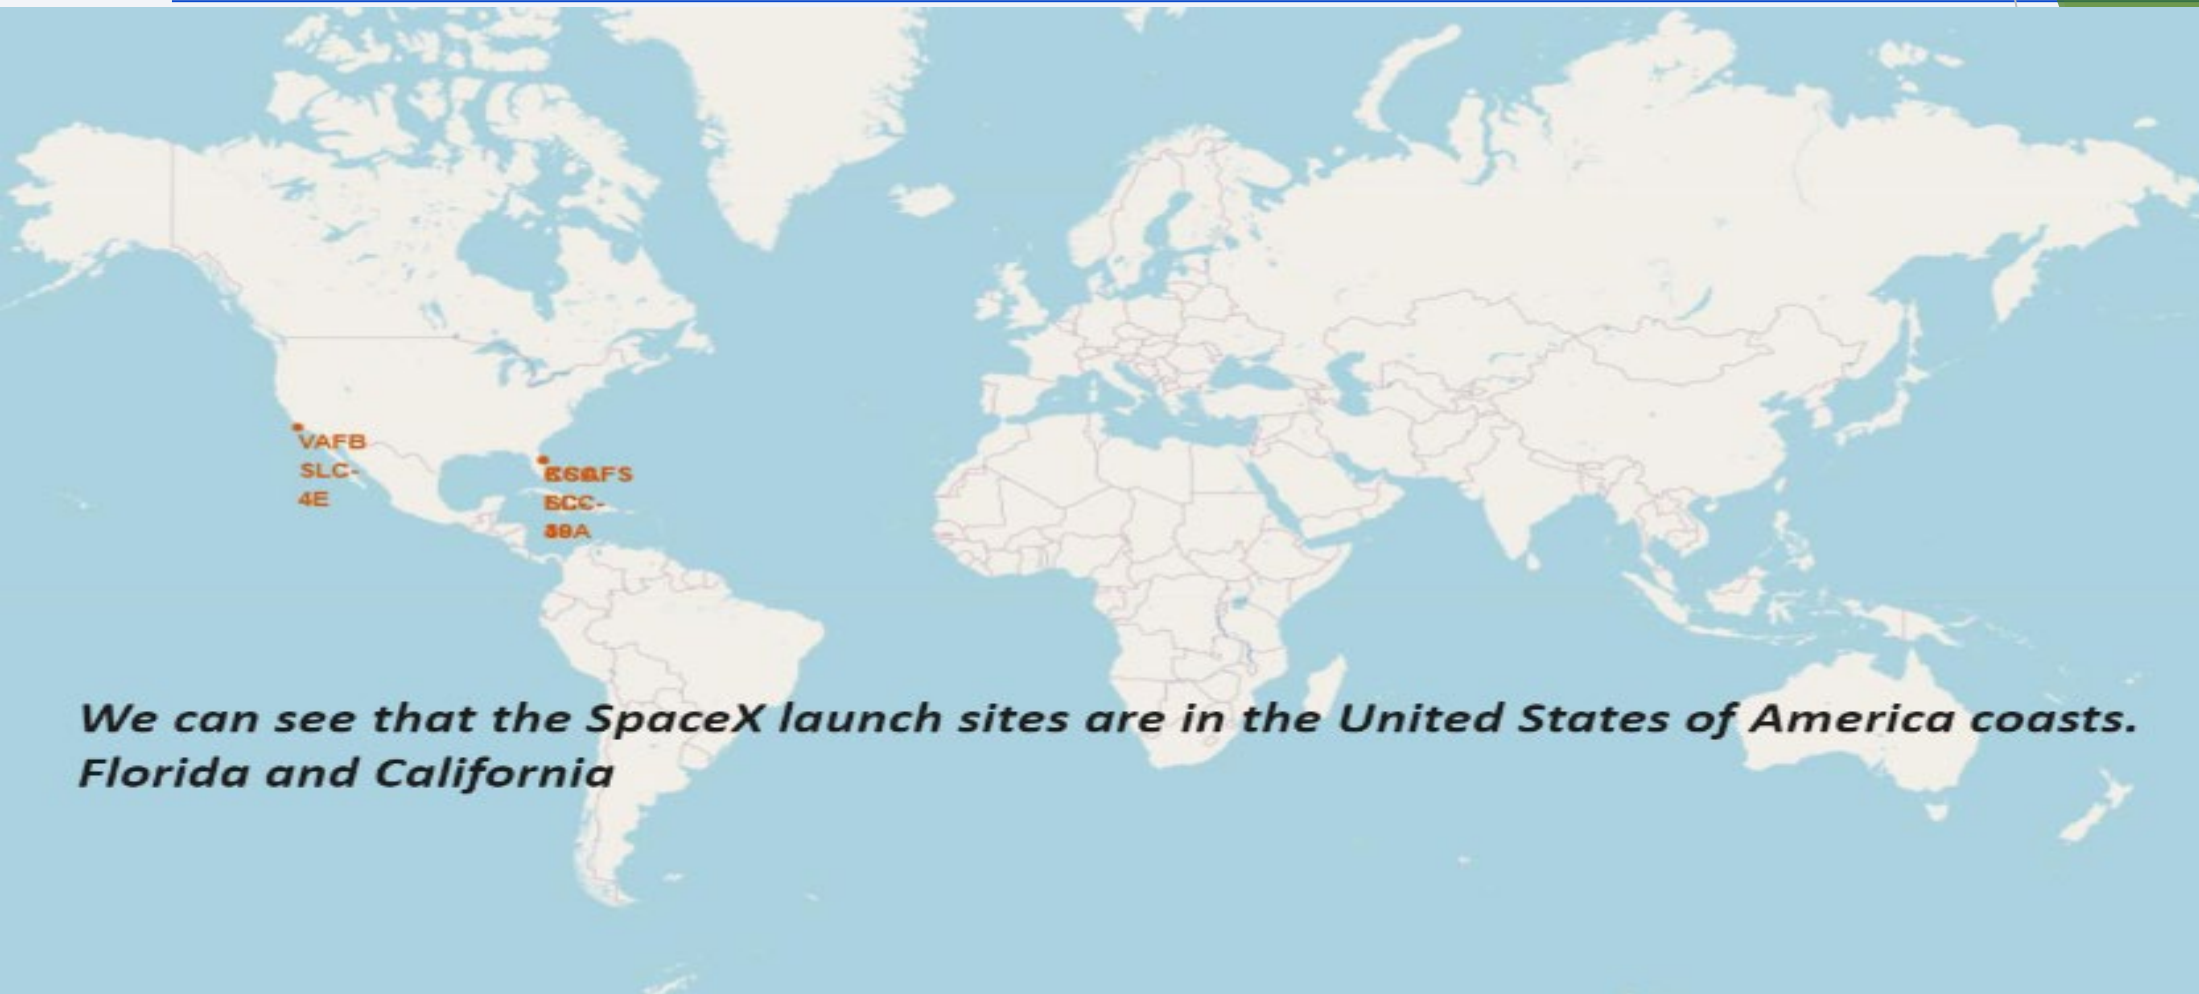 VAFB
SLC-
4E
We can see that the SpaceX launch sites are in the United States of America coasts.
Florida and California